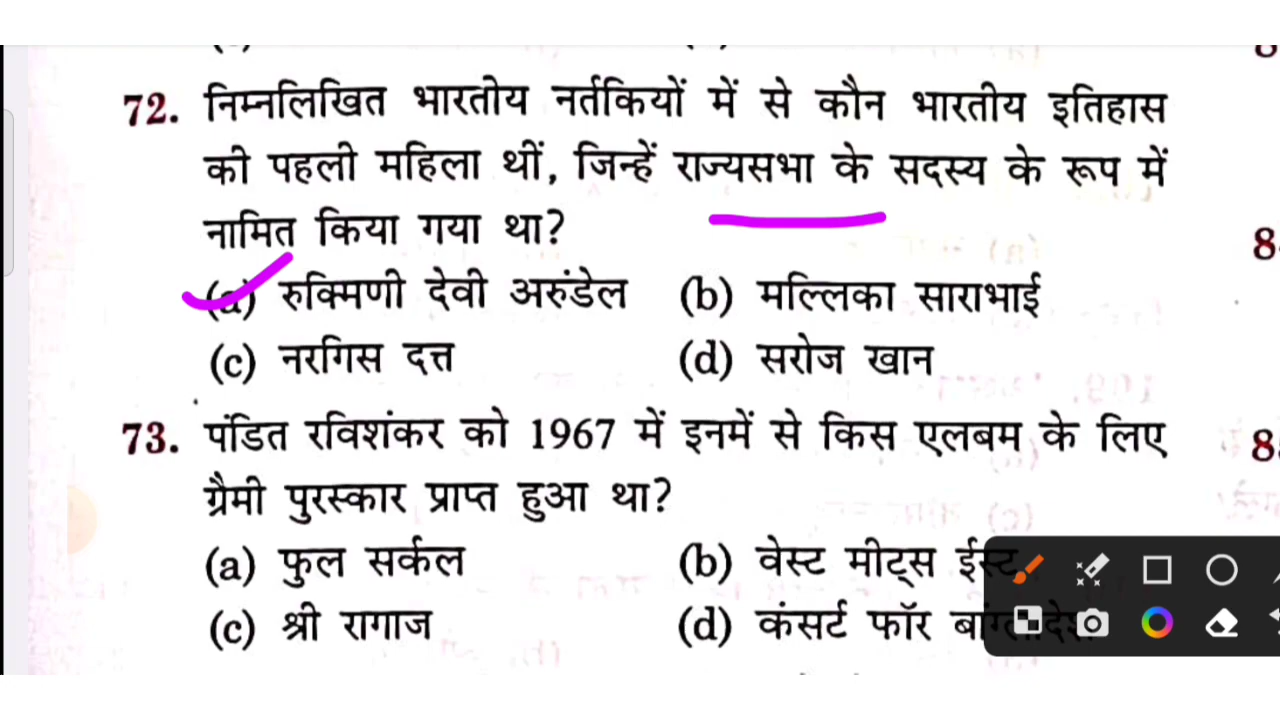 72. निम्नलिखित भारतीय नर्तकियों में से कौन भारतीय इतिहास
की पहली महिला थीं, जिन्हें राज्यसभा के सदस्य के रूप में
नामित किया गया था?
(a) रुक्मिणी देवी अरुंडेल (b) मल्लिका साराभाई
(c) नरगिस दत्त (d) सरोज खान
73. पंडित रविशंकर को 1967 में इनमें से किस एलबम के लिए
ग्रैमी पुरस्कार प्राप्त हुआ था?
(a) फुल सर्कल (b) वेस्ट मीट्स ईस्ट
(c) श्री रागाज (d) कंसर्ट फॉर बांग्लादेश